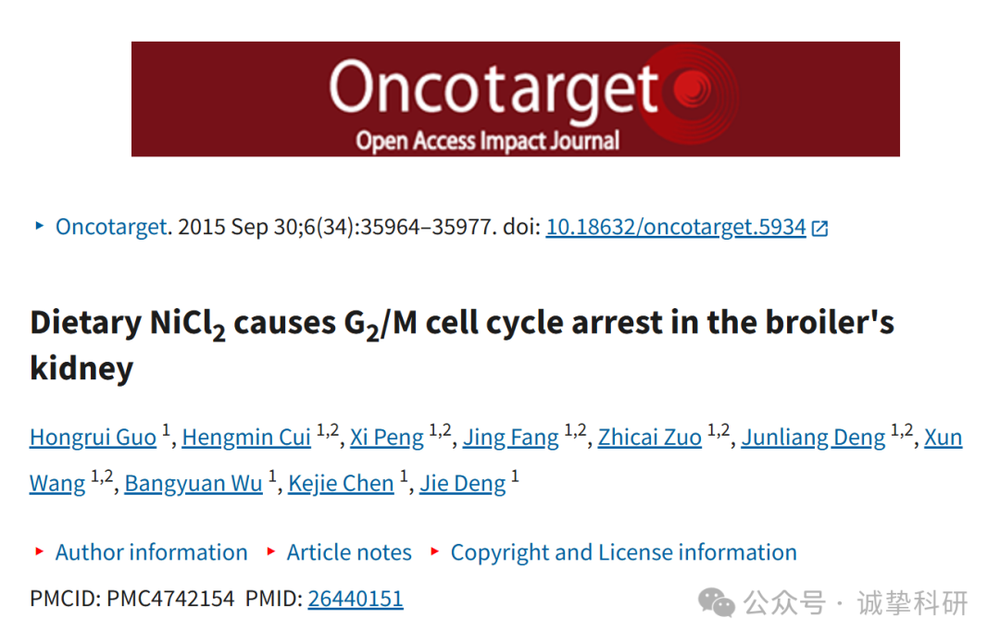 Oncotarget
Open Access Impact Journal
Oncotarget. 2015 Sep 30;6(34):35964–35977. doi: 10.18632/oncotarget.5934
Dietary NiCl2 causes G2/M cell cycle arrest in the broiler's
kidney
Hongrui Guo 1, Hengmin Cui 1,2, Xi Peng 1,2, Jing Fang 1,2, Zhicai Zuo 1,2, Junliang Deng 1,2, Xun
Wang 1,2, Bangyuan Wu 1, Kejie Chen 1, Jie Deng 1
Author information Article notes Copyright and License information
PMCID: PMC4742154 PMID: 26440151
公众号 · 诚挚科研